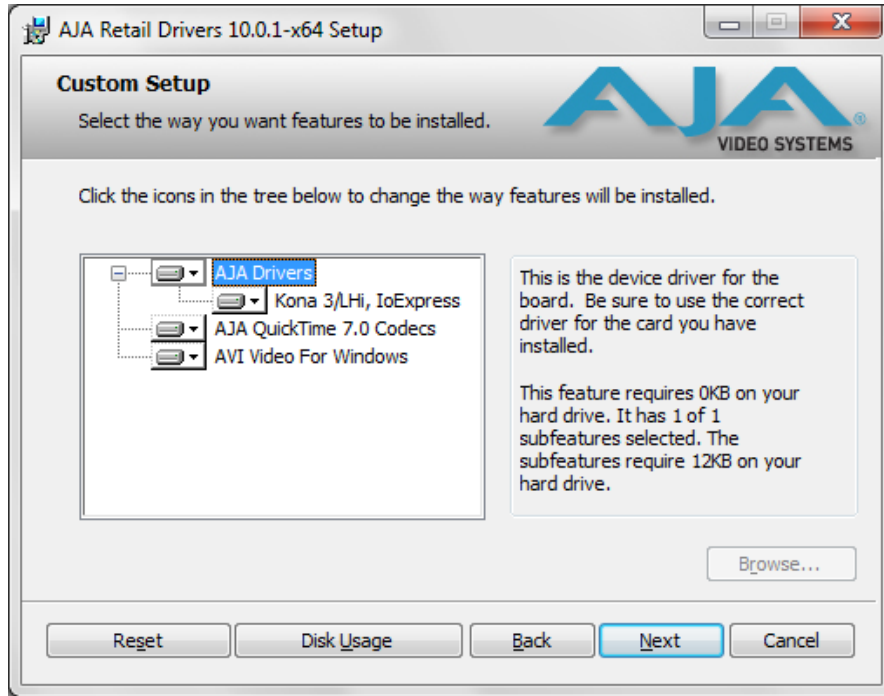 AJA Retail Drivers 10.0.1-x64 Setup
Custom Setup
Select the way you want features to be installed.
AJA®
VIDEO SYSTEMS
Click the icons in the tree below to change the way features will be installed.
AJA Drivers
Kona 3/LHi, IoExpress
AJA QuickTime 7.0 Codecs
AVI Video For Windows
This is the device driver for the
board. Be sure to use the correct
driver for the card you have
installed.
This feature requires 0KB on your
hard drive. It has 1 of 1
subfeatures selected. The
subfeatures require 12KB on your
hard drive.
Browse...
Reset
Disk Usage
Back
Next
Cancel